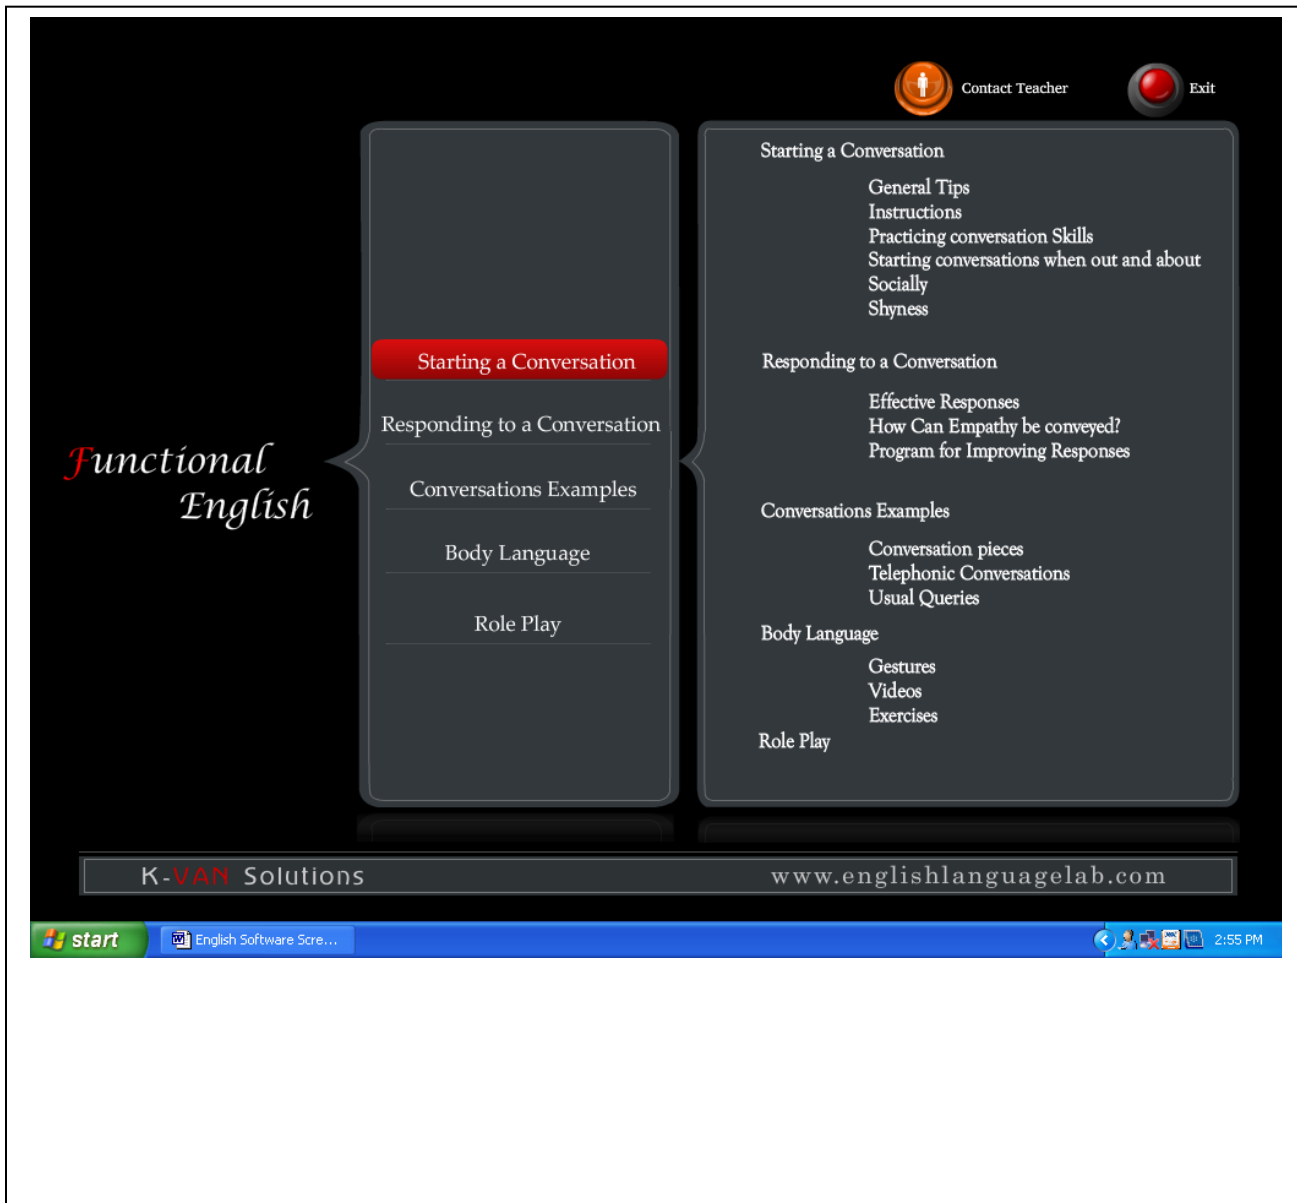 Contact Teacher
Exit
Functional
English
Starting a Conversation
Responding to a Conversation
Conversations Examples
Body Language
Role Play
Starting a Conversation
General Tips
Instructions
Practicing conversation Skills
Starting conversations when out and about
Socially
Shyness
Responding to a Conversation
Effective Responses
How Can Empathy be conveyed?
Program for Improving Responses
Conversations Examples
Conversation pieces
Telephonic Conversations
Usual Queries
Body Language
Gestures
Videos
Exercises
Role Play
K-VAN Solutions
www.englishlanguagelab.com
start
English Software Scre...
2:55 PM